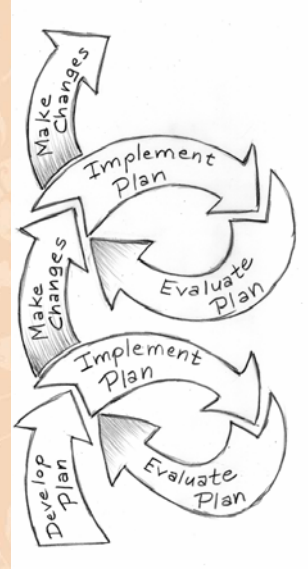 Make
Changes
Implement
Plan
Evaluate
Plan
Make
Changes
Implement
Plan
Evaluate
Plan
Develop
Plan